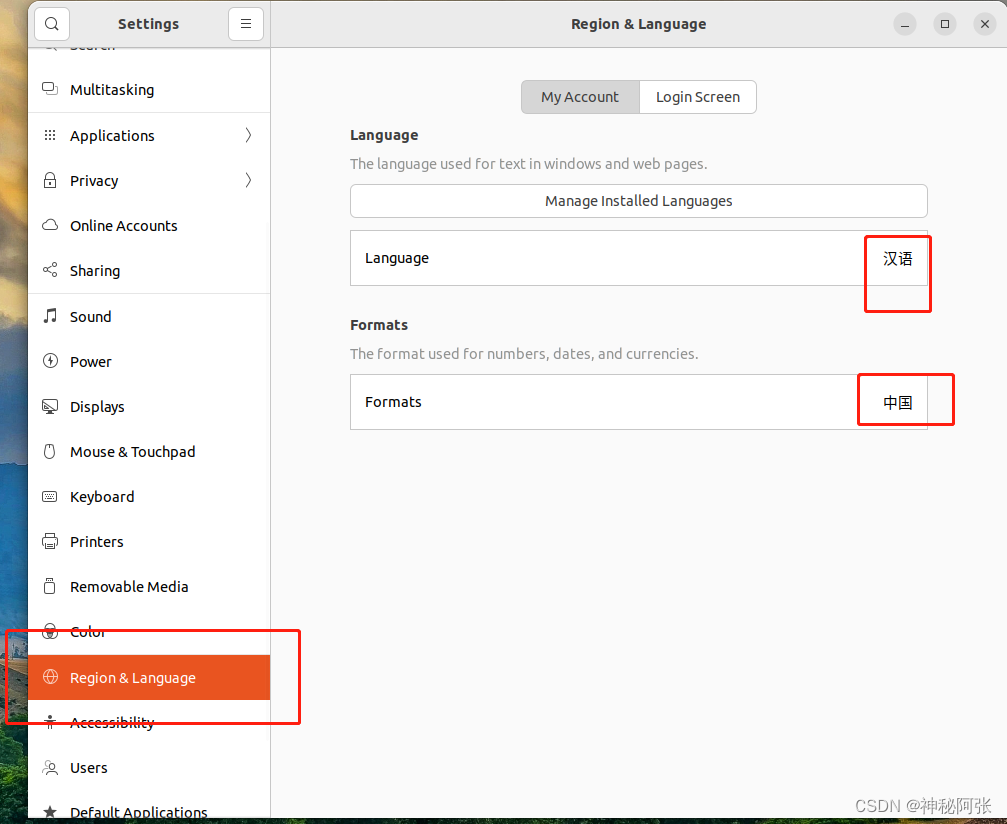 Settings
Region & Language
Search
Multitasking
Applications
Privacy
Online Accounts
Sharing
Sound
Power
Displays
Mouse & Touchpad
Keyboard
Printers
Removable Media
Color
Region & Language
Accessibility
Users
Default Applications
My Account
Login Screen
Language
The language used for text in windows and web pages.
Manage Installed Languages
Language
汉语
Formats
The format used for numbers, dates, and currencies.
Formats
中国
CSDN @神秘阿张